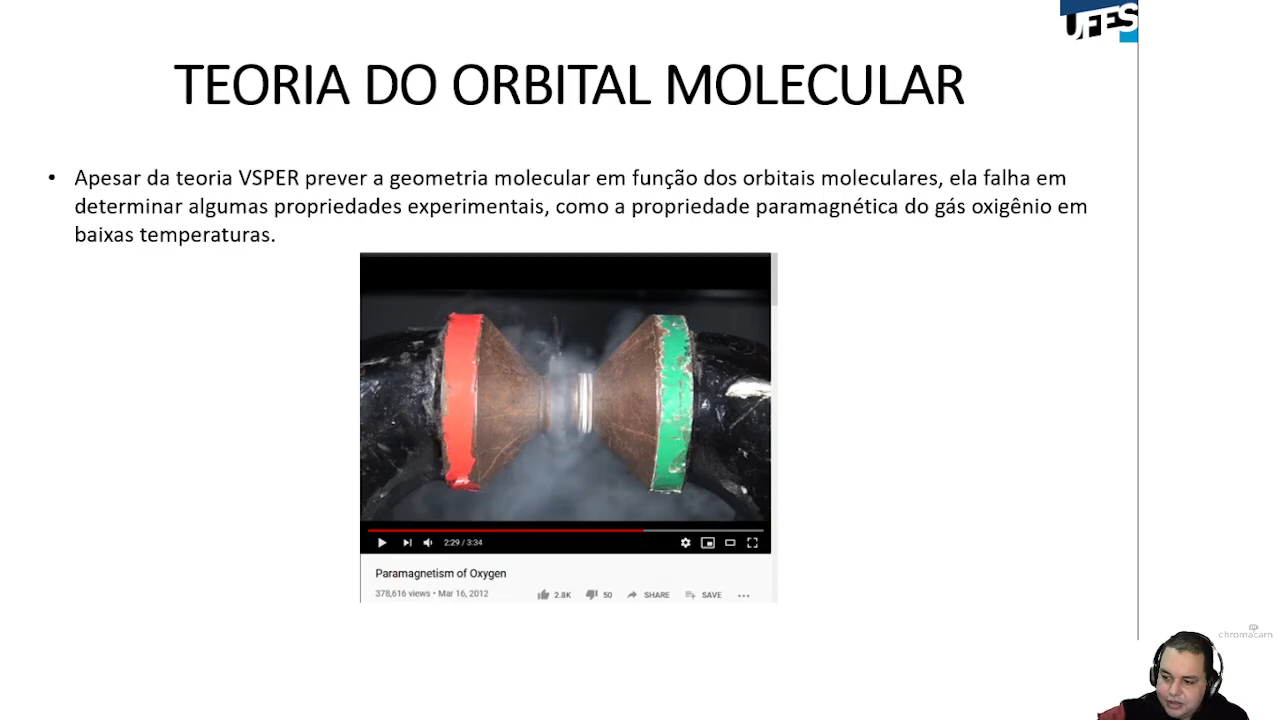 UFES
TEORIA DO ORBITAL MOLECULAR
• Apesar da teoria VSPER prever a geometria molecular em função dos orbitais moleculares, ela falha em
determinar algumas propriedades experimentais, como a propriedade paramagnética do gás oxigênio em
baixas temperaturas.
2:29 / 3:34
Paramagnetism of Oxygen
378,616 views • Mar 16, 2012
2.8K 50 SHARE SAVE
chromacam